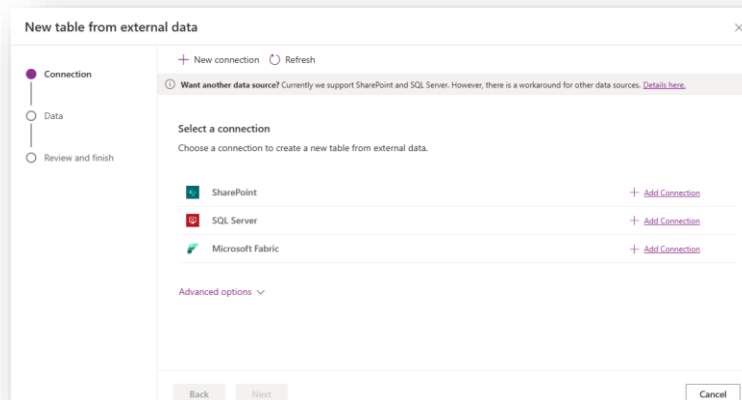 New table from external data
Connection
Data
Review and finish
New connection
Refresh
Want another data source? Currently we support SharePoint and SQL Server. However, there is a workaround for other data sources. Details here.
Select a connection
Choose a connection to create a new table from external data.
SharePoint
Add Connection
SQL Server
Add Connection
Microsoft Fabric
Add Connection
Advanced options
Back
Next
Cancel